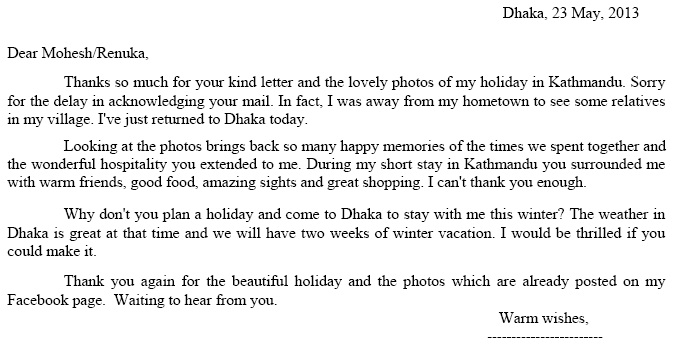 Dhaka, 23 May, 2013
Dear Mohesh/Renuka,
Thanks so much for your kind letter and the lovely photos of my holiday in Kathmandu. Sorry
for the delay in acknowledging your mail. In fact, I was away from my hometown to see some relatives
in my village. I've just returned to Dhaka today.
Looking at the photos brings back so many happy memories of the times we spent together and
the wonderful hospitality you extended to me. During my short stay in Kathmandu you surrounded me
with warm friends, good food, amazing sights and great shopping. I can't thank you enough.
Why don't you plan a holiday and come to Dhaka to stay with me this winter? The weather in
Dhaka is great at that time and we will have two weeks of winter vacation. I would be thrilled if you
could make it.
Thank you again for the beautiful holiday and the photos which are already posted on my
Facebook page.  Waiting to hear from you.
Warm wishes,
------------------------